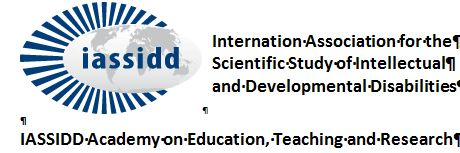 iassidd
Internation Association for the
Scientific Study of Intellectual
and Developmental Disabilities
IASSIDD Academy on Education, Teaching and Research